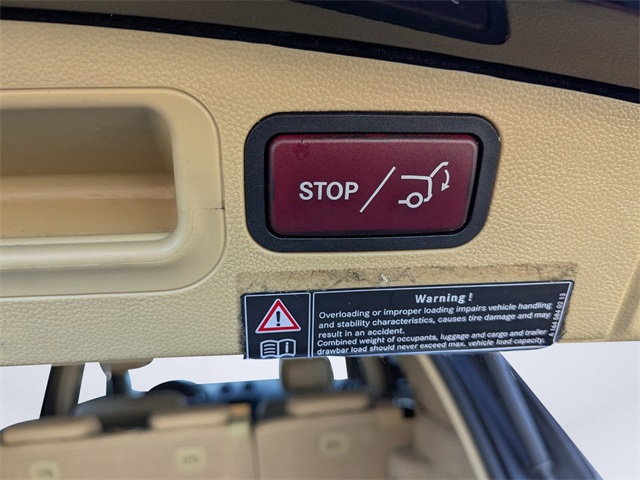 STOP
Warning!
Overloading or improper loading impairs vehicle handling
and stability characteristics, causes tire damage and may
result in an accident.
Combined weight of occupants, luggage and cargo and trailer
drawbar load should never exceed max. vehicle load capacity.